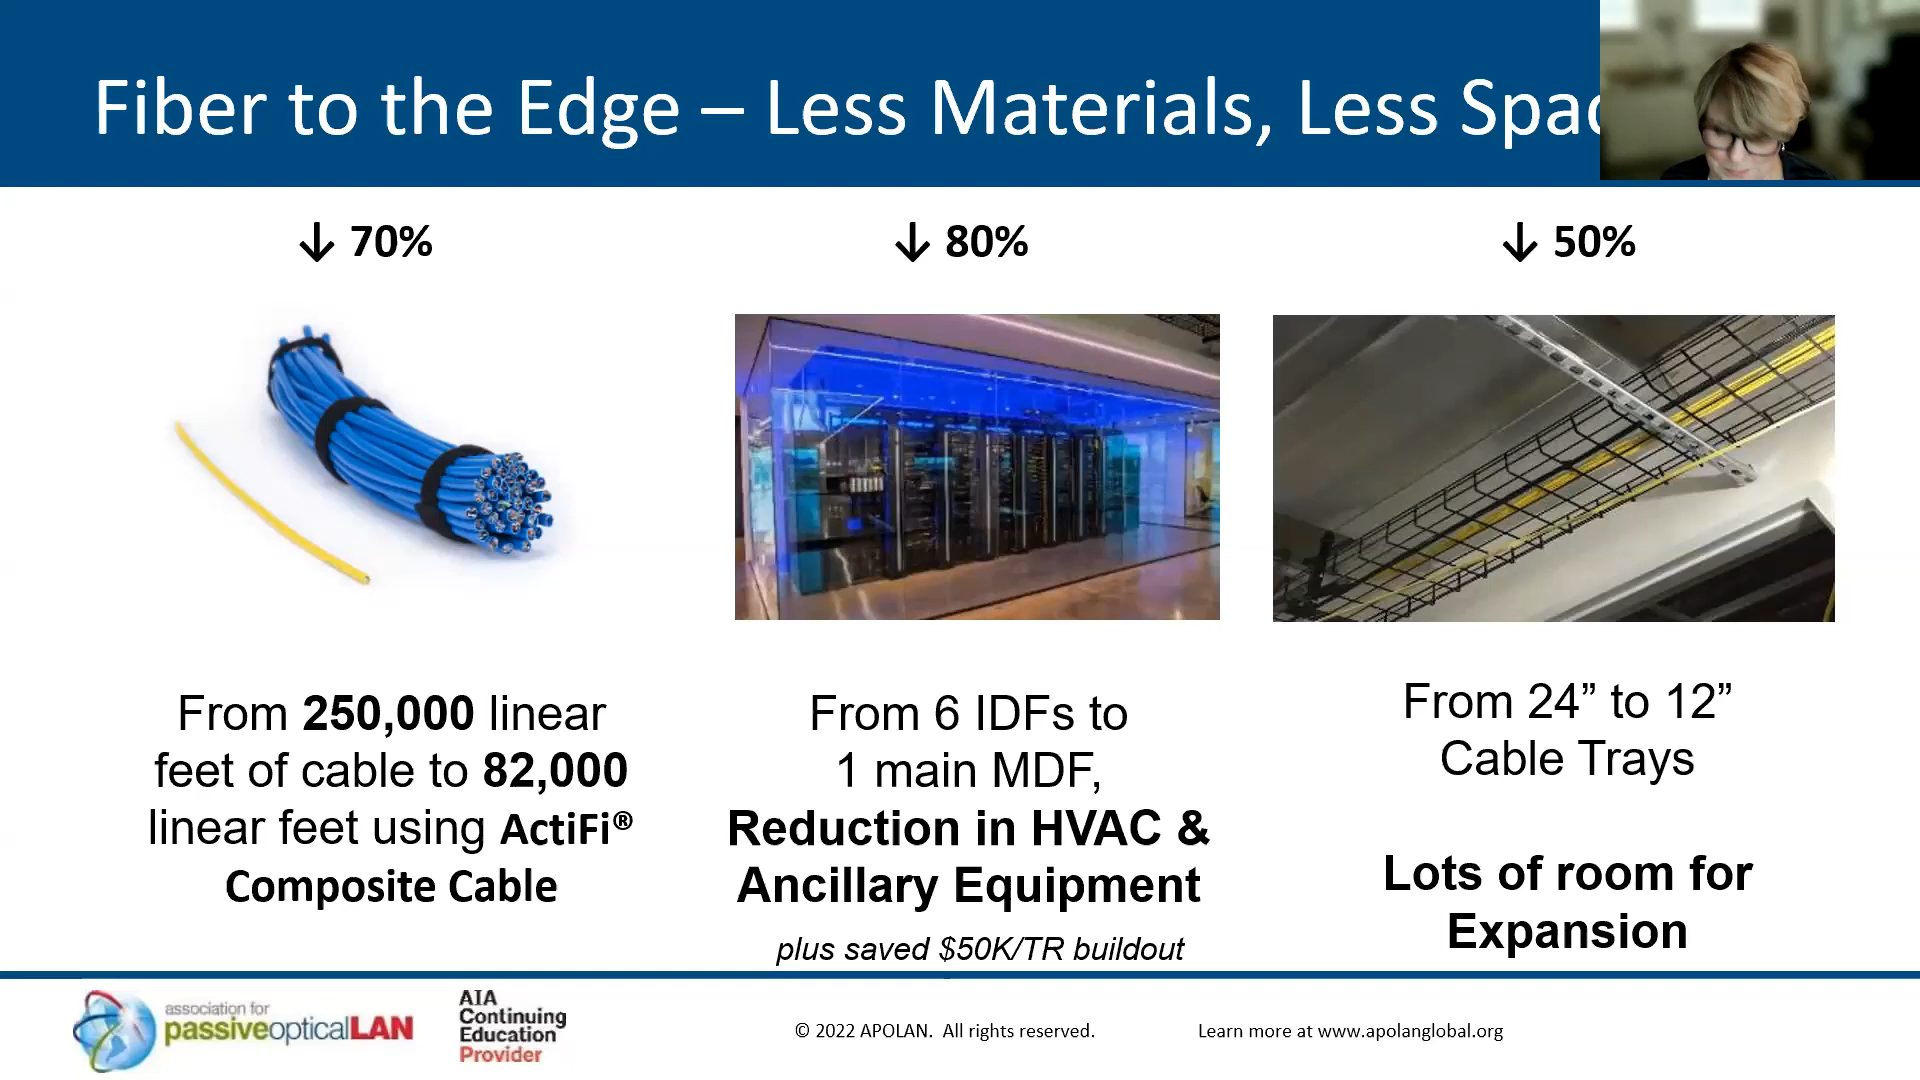 Fiber to the Edge – Less Materials, Less Spac
↓ 70%
↓ 80%
↓ 50%
From 250,000 linear
feet of cable to 82,000
linear feet using ActiFi®
Composite Cable
From 6 IDFs to
1 main MDF,
Reduction in HVAC &
Ancillary Equipment
plus saved $50K/TR buildout
From 24” to 12”
Cable Trays
Lots of room for
Expansion
association for
passiveopticalLAN
AIA
Continuing
Education
Provider
© 2022 APOLAN. All rights reserved.
Learn more at www.apolanglobal.org